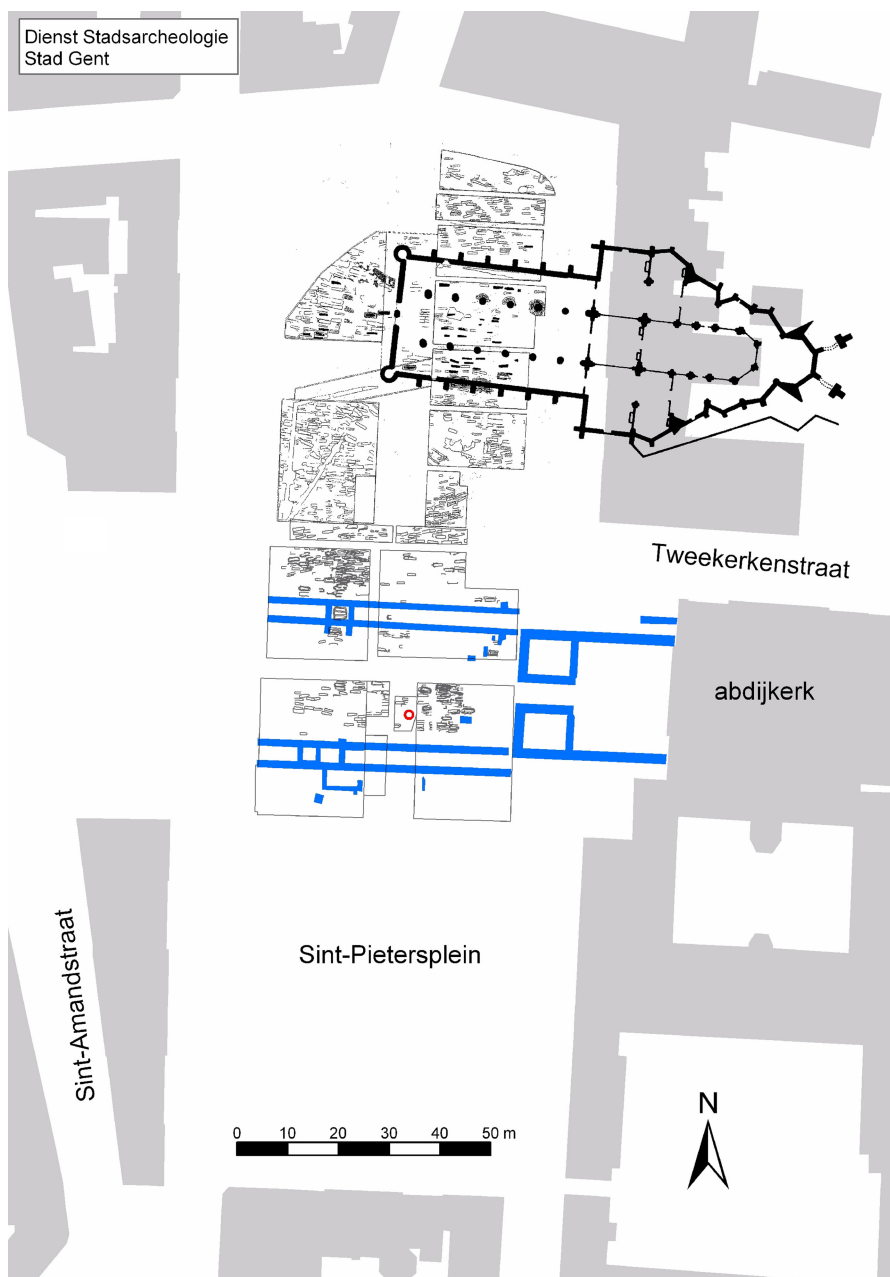 Dienst Stadsarcheologie
Stad Gent
Tweekerkenstraat
abdijkerk
Sint-Pietersplein
Sint-Amandstraat
0 10 20 30 40 50 m
N